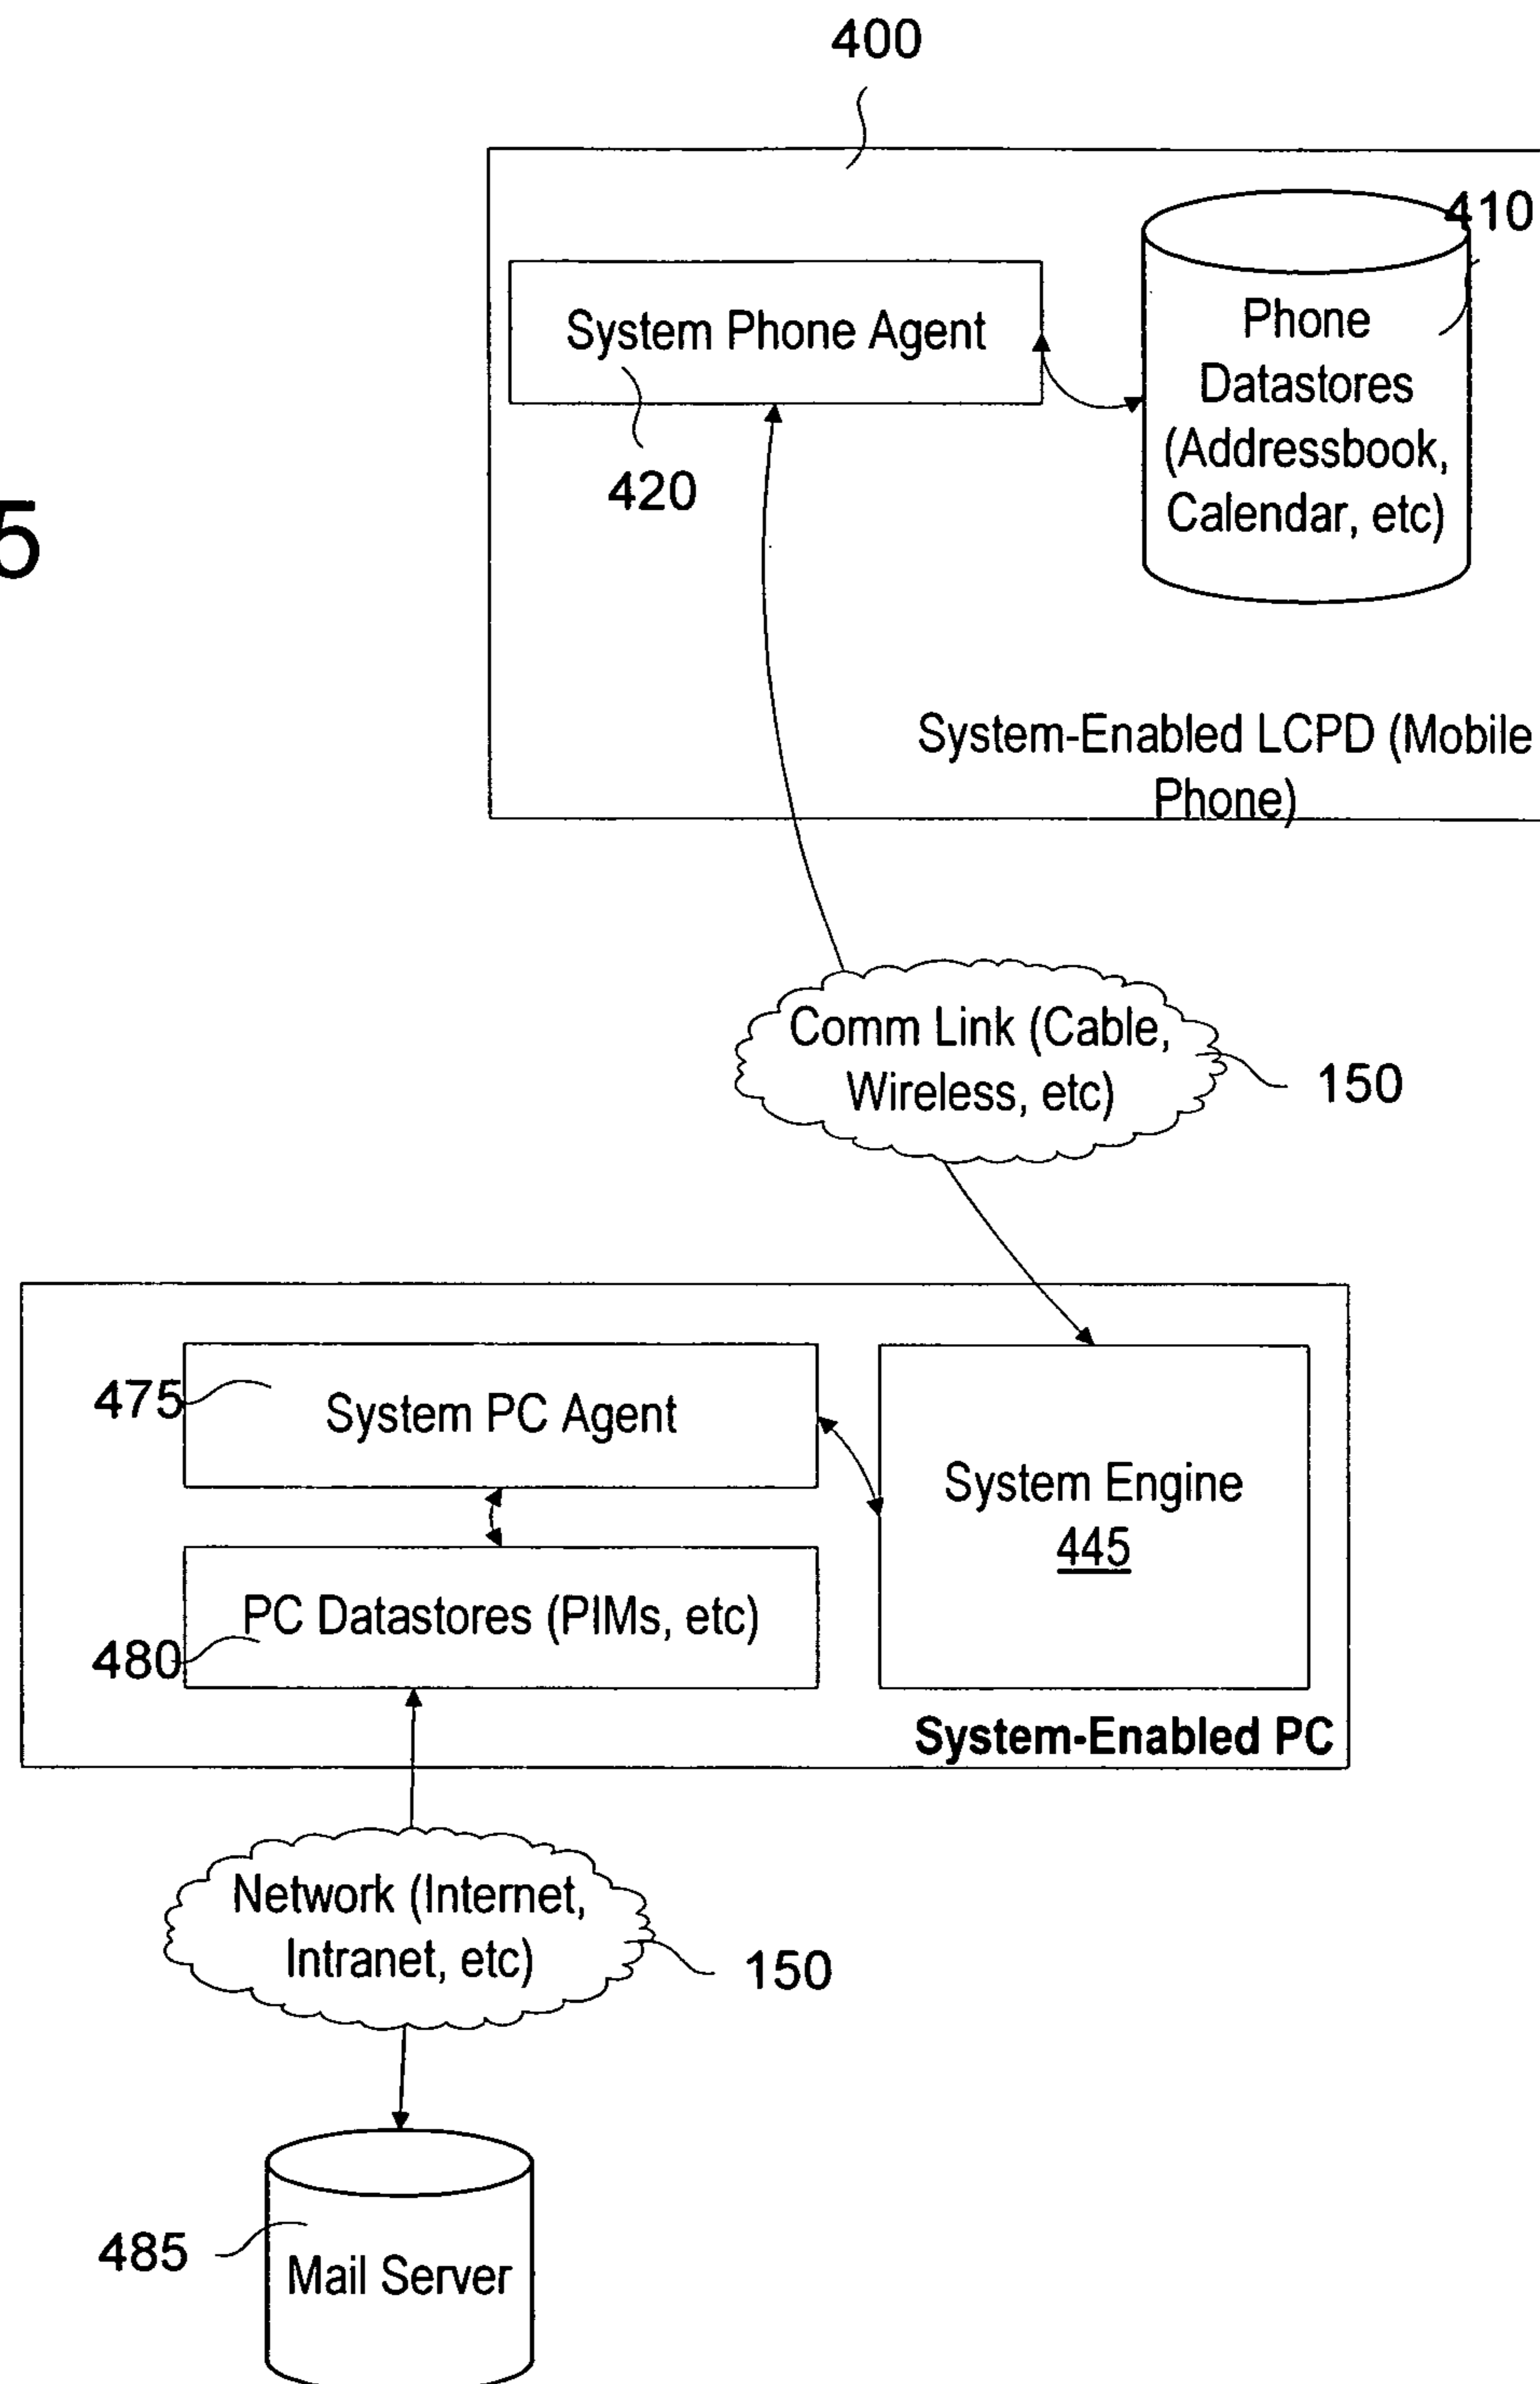 400
410
System Phone Agent
420
Phone
Datastores
(Addressbook,
Calendar, etc)
5
System-Enabled LCPD (Mobile
Phone)
Comm Link (Cable,
Wireless, etc)
150
475
System PC Agent
System Engine
445
PC Datastores (PIMs, etc)
480
System-Enabled PC
Network (Internet,
Intranet, etc)
150
485
Mail Server